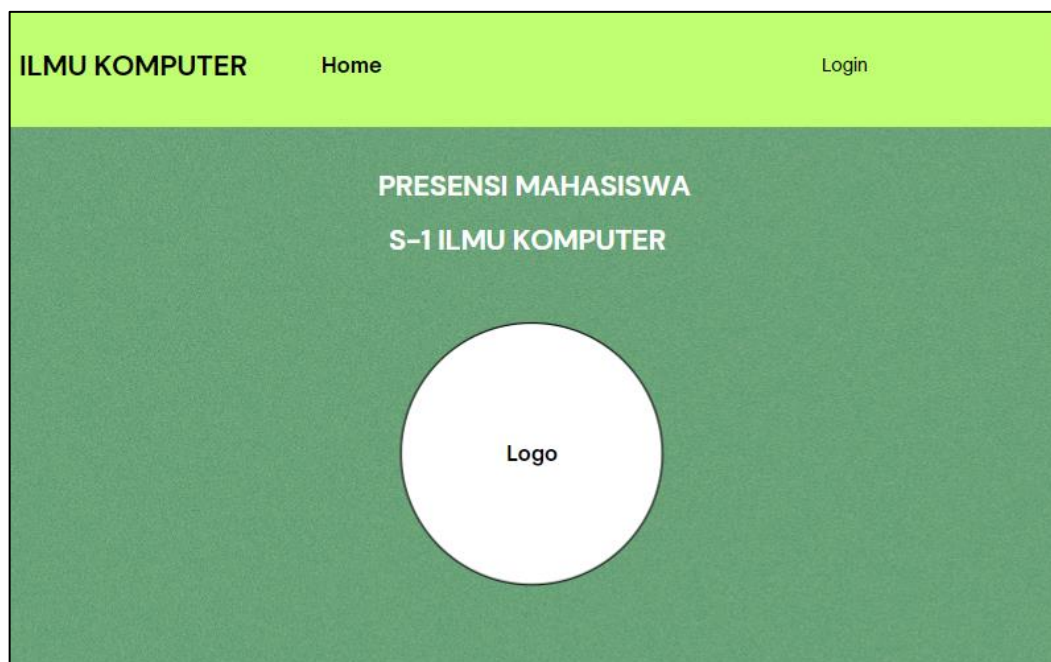 ILMU KOMPUTER Home Login
PRESENSI MAHASISWA
S-1 ILMU KOMPUTER
Logo